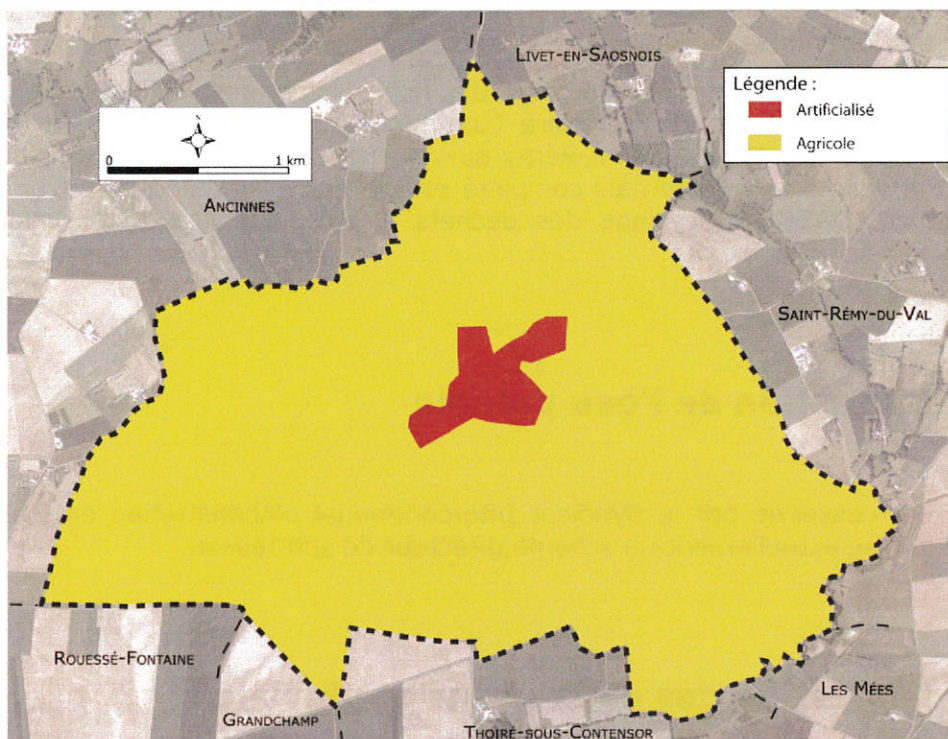 LIVET-EN-SAOSNOIS
Légende :
Artificialisé
Agricole
N
0 1 km
ANCINNES
SAINT-RÉMY-DU-VAL
ROUESSÉ-FONTAINE
GRANDCHAMP
THOIRÉ-SOUS-CONTENSOR
LES MÉES